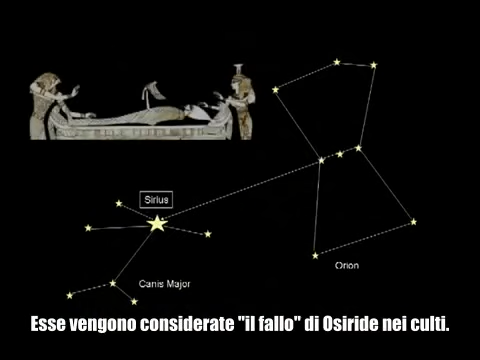 Sirius
Canis Major
Orion
Esse vengono considerate "il fallo" di Osiride nei culti.